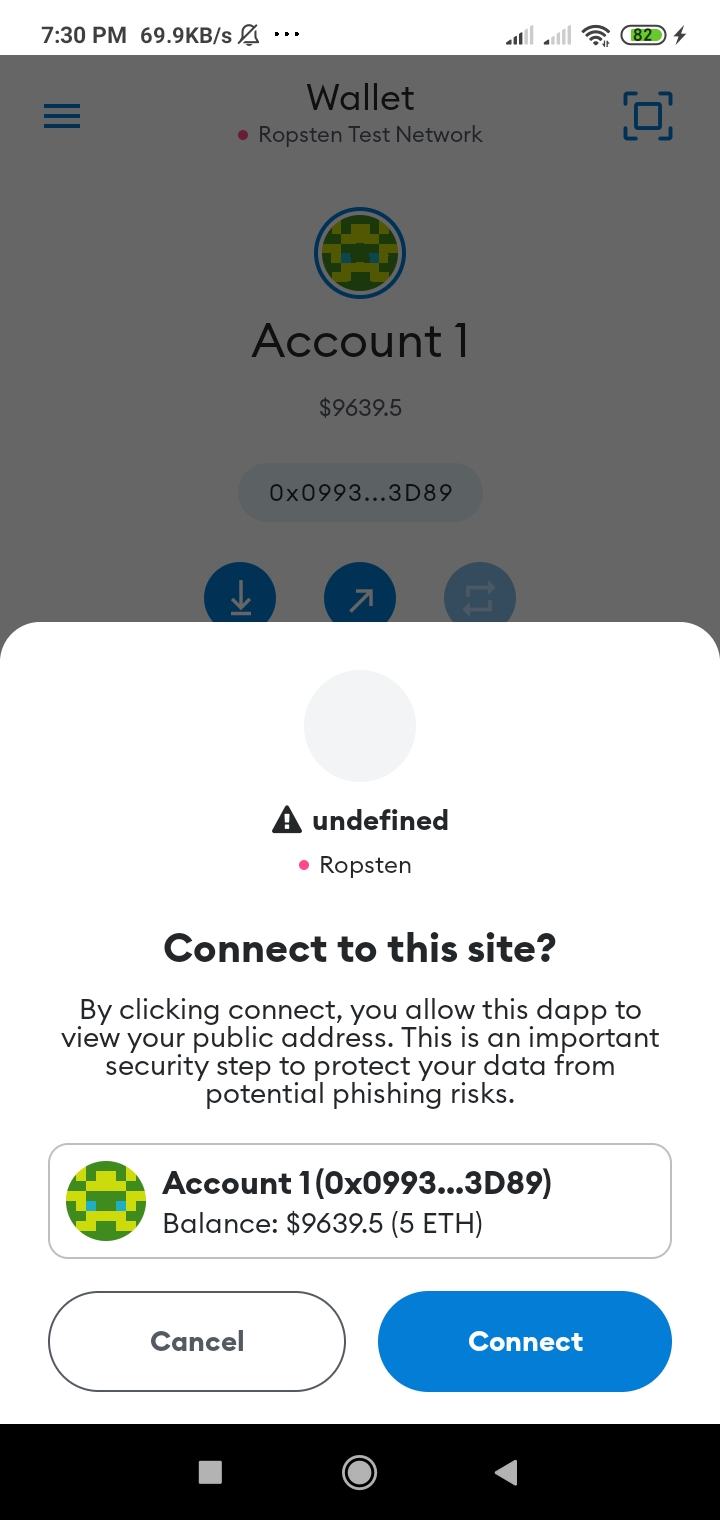 7:30 PM 69.9KB/s ... 82
Wallet
Ropsten Test Network
Account 1
$9639.5
0x0993...3D89
undefined
Ropsten
Connect to this site?
By clicking connect, you allow this dapp to
view your public address. This is an important
security step to protect your data from
potential phishing risks.
Account 1 (0x0993...3D89)
Balance: $9639.5 (5 ETH)
Cancel Connect